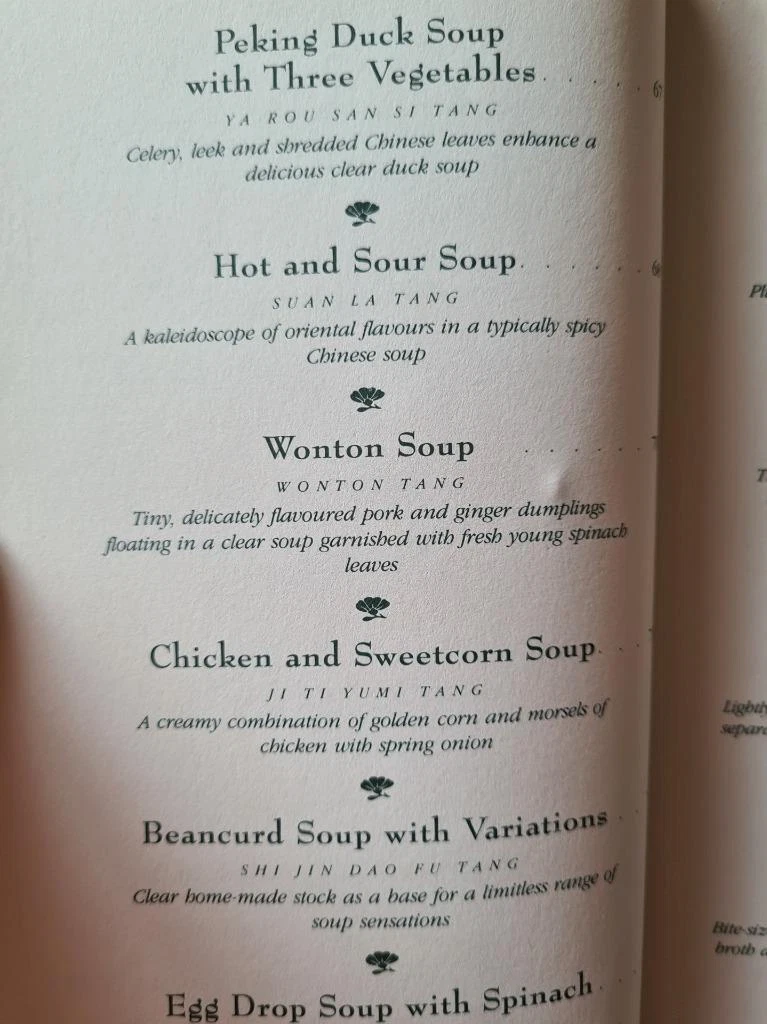 Peking Duck Soup
with Three Vegetables . . . . .
YA ROU SAN SI TANG
Celery, leek and shredded Chinese leaves enhance a
delicious clear duck soup
Hot and Sour Soup . . . . . .
SUAN LA TANG
A kaleidoscope of oriental flavours in a typically spicy
Chinese soup
Wonton Soup . . . . . .
WONTON TANG
Tiny, delicately flavoured pork and ginger dumplings
floating in a clear soup garnished with fresh young spinach
leaves
Chicken and Sweetcorn Soup . . .
JI TI YUMI TANG
A creamy combination of golden corn and morsels of
chicken with spring onion
Beancurd Soup with Variations . .
SHI JIN DAO FU TANG
Clear home-made stock as a base for a limitless range of
soup sensations
Egg Drop Soup with Spinach . .
broth